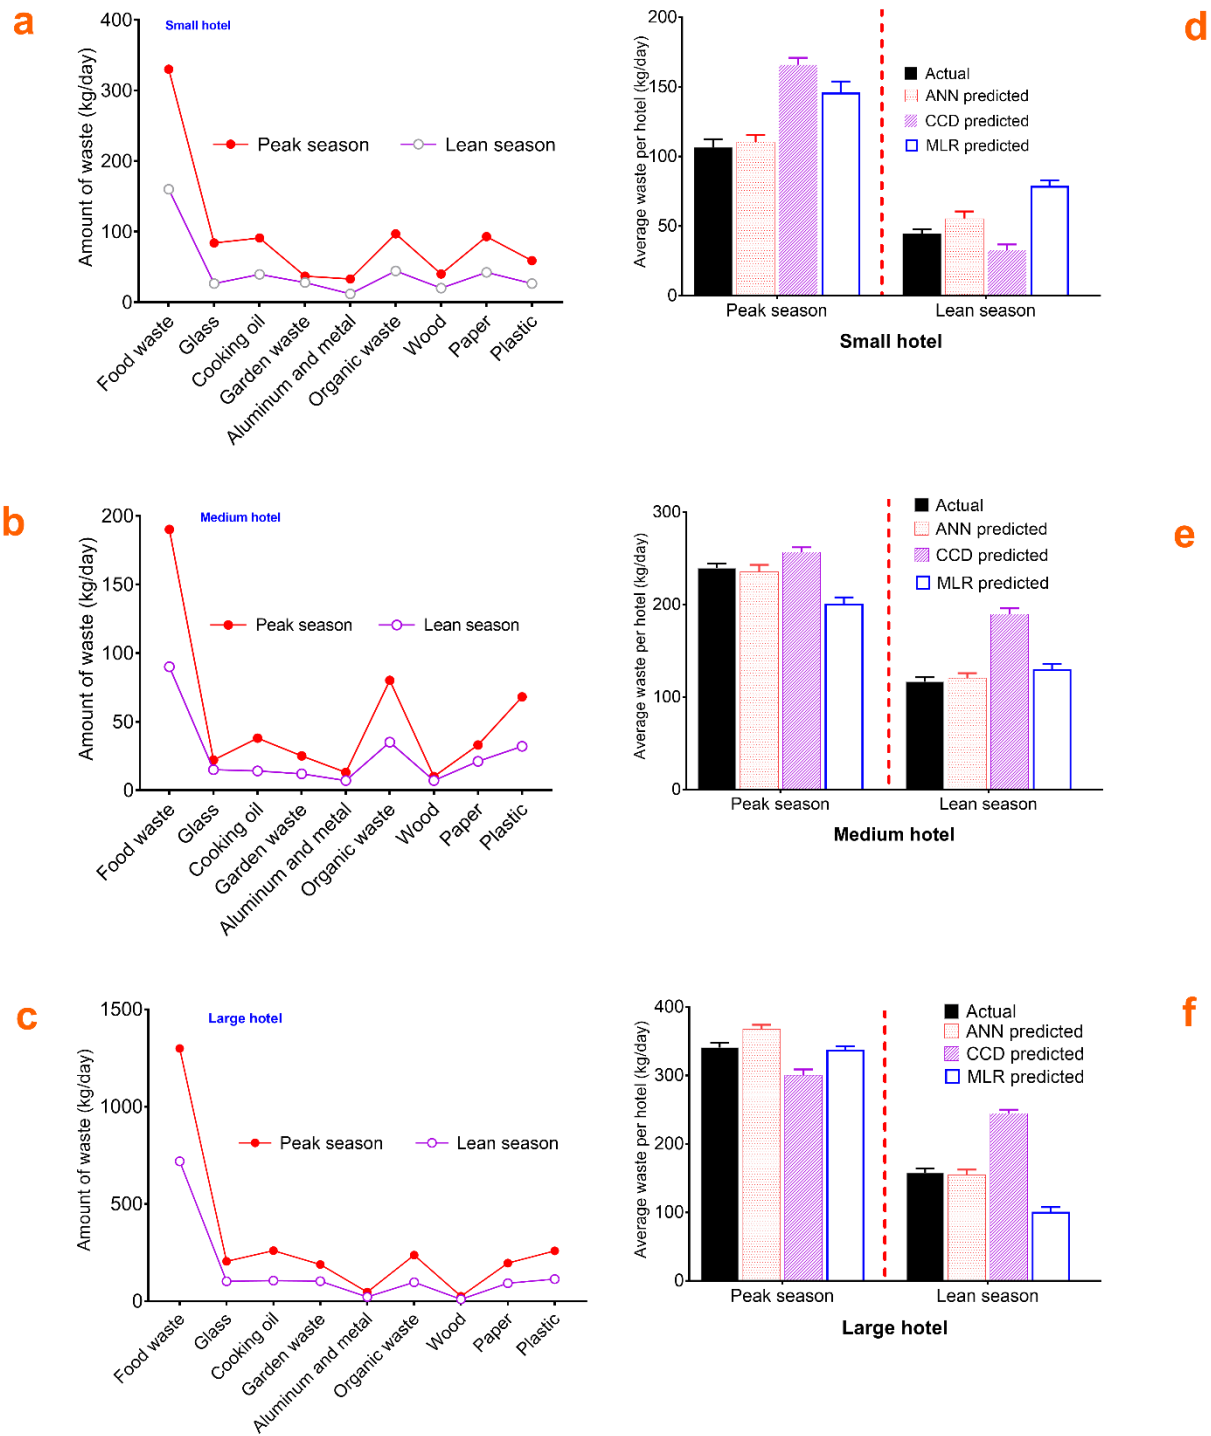 a
Small hotel
Amount of waste (kg/day)
400
300
200
100
0
Peak season
Lean season
Food waste
Glass
Cooking oil
Garden waste
Aluminum and metal
Organic waste
Wood
Paper
Plastic
d
Average waste per hotel (kg/day)
200
150
100
50
0
Actual
ANN predicted
CCD predicted
MLR predicted
Peak season
Lean season
Small hotel
b
Medium hotel
Amount of waste (kg/day)
200
150
100
50
0
Peak season
Lean season
Food waste
Glass
Cooking oil
Garden waste
Aluminum and metal
Organic waste
Wood
Paper
Plastic
e
Average waste per hotel (kg/day)
300
200
100
0
Actual
ANN predicted
CCD predicted
MLR predicted
Peak season
Lean season
Medium hotel
c
Large hotel
Amount of waste (kg/day)
1500
1000
500
0
Peak season
Lean season
Food waste
Glass
Cooking oil
Garden waste
Aluminum and metal
Organic waste
Wood
Paper
Plastic
f
Average waste per hotel (kg/day)
400
300
200
100
0
Actual
ANN predicted
CCD predicted
MLR predicted
Peak season
Lean season
Large hotel